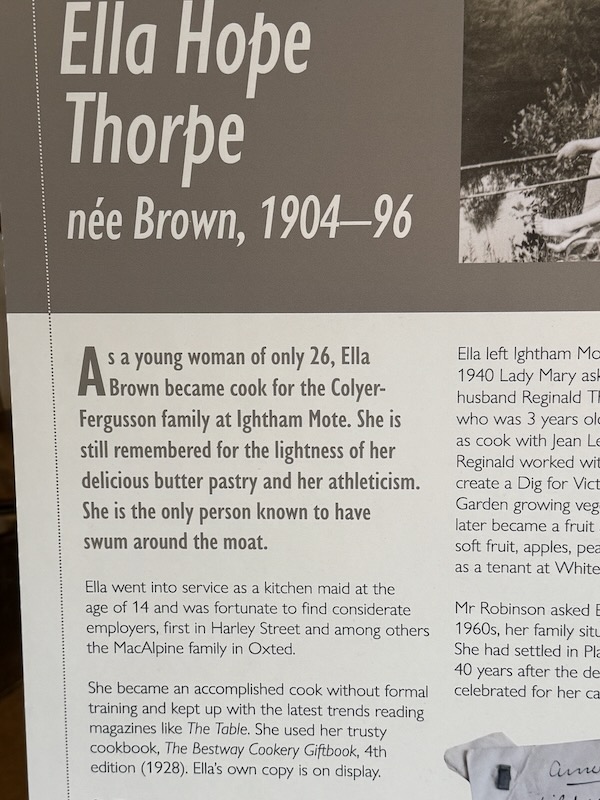 Ella Hope
Thorpe
née Brown, 1904–96
As a young woman of only 26, Ella
Brown became cook for the Colyer-
Fergusson family at Ightham Mote. She is
still remembered for the lightness of her
delicious butter pastry and her athleticism.
She is the only person known to have
swum around the moat.
Ella went into service as a kitchen maid at the
age of 14 and was fortunate to find considerate
employers, first in Harley Street and among others
the MacAlpine family in Oxted.
She became an accomplished cook without formal
training and kept up with the latest trends reading
magazines like The Table. She used her trusty
cookbook, The Bestway Cookery Giftbook, 4th
edition (1928). Ella's own copy is on display.
Ella left Ightham Mo
1940 Lady Mary ask
husband Reginald Th
who was 3 years old
as cook with Jean Le
Reginald worked wit
create a Dig for Vict
Garden growing veg
later became a fruit
soft fruit, apples, pea
as a tenant at White
Mr Robinson asked E
1960s, her family situ
She had settled in Pla
40 years after the de
celebrated for her ca